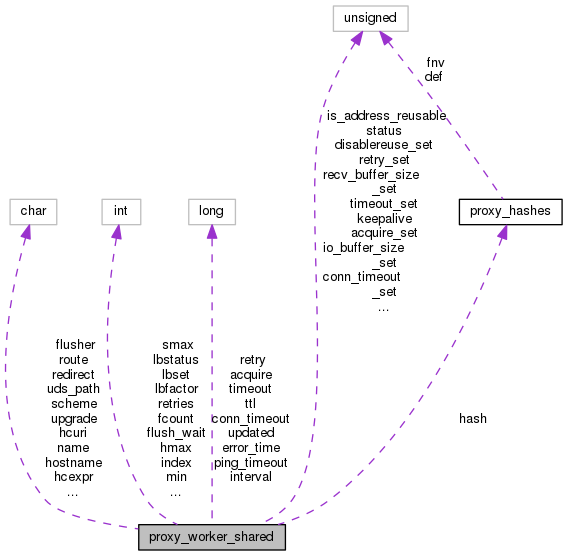 unsigned
fnv
def
is_address_reusable
status
disablereuse_set
retry_set
recv_buffer_size
_set
timeout_set
keepalive
acquire_set
io_buffer_size
_set
conn_timeout
_set
...
char
int
long
proxy_hashes
flusher
route
redirect
uds_path
scheme
upgrade
hcuri
name
hostname
hcexpr
...
smax
lbstatus
lbset
lbfactor
retries
fcount
flush_wait
hmax
index
min
...
retry
acquire
timeout
ttl
conn_timeout
updated
error_time
ping_timeout
interval
hash
proxy_worker_shared